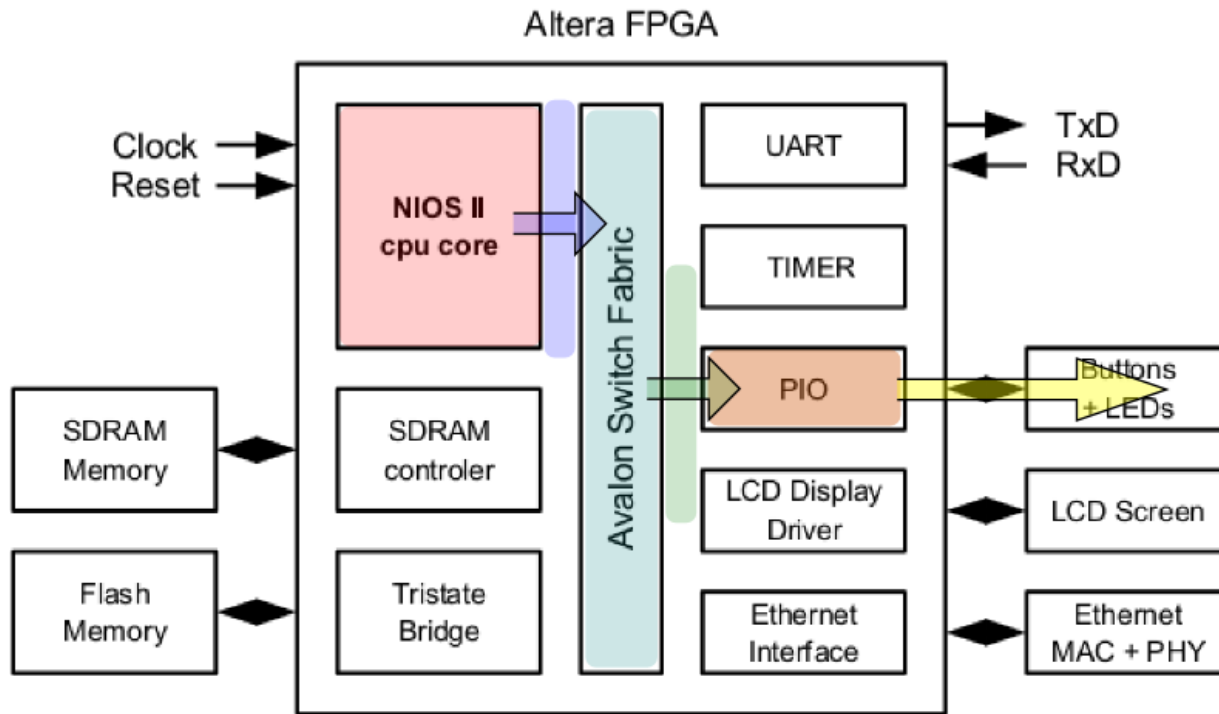 Altera FPGA
Clock
Reset
NIOS II
cpu core
Avalon Switch Fabric
UART
TxD
RxD
TIMER
PIO
Buttons
+ LEDs
SDRAM
Memory
SDRAM
controler
LCD Display
Driver
LCD Screen
Flash
Memory
Tristate
Bridge
Ethernet
Interface
Ethernet
MAC + PHY